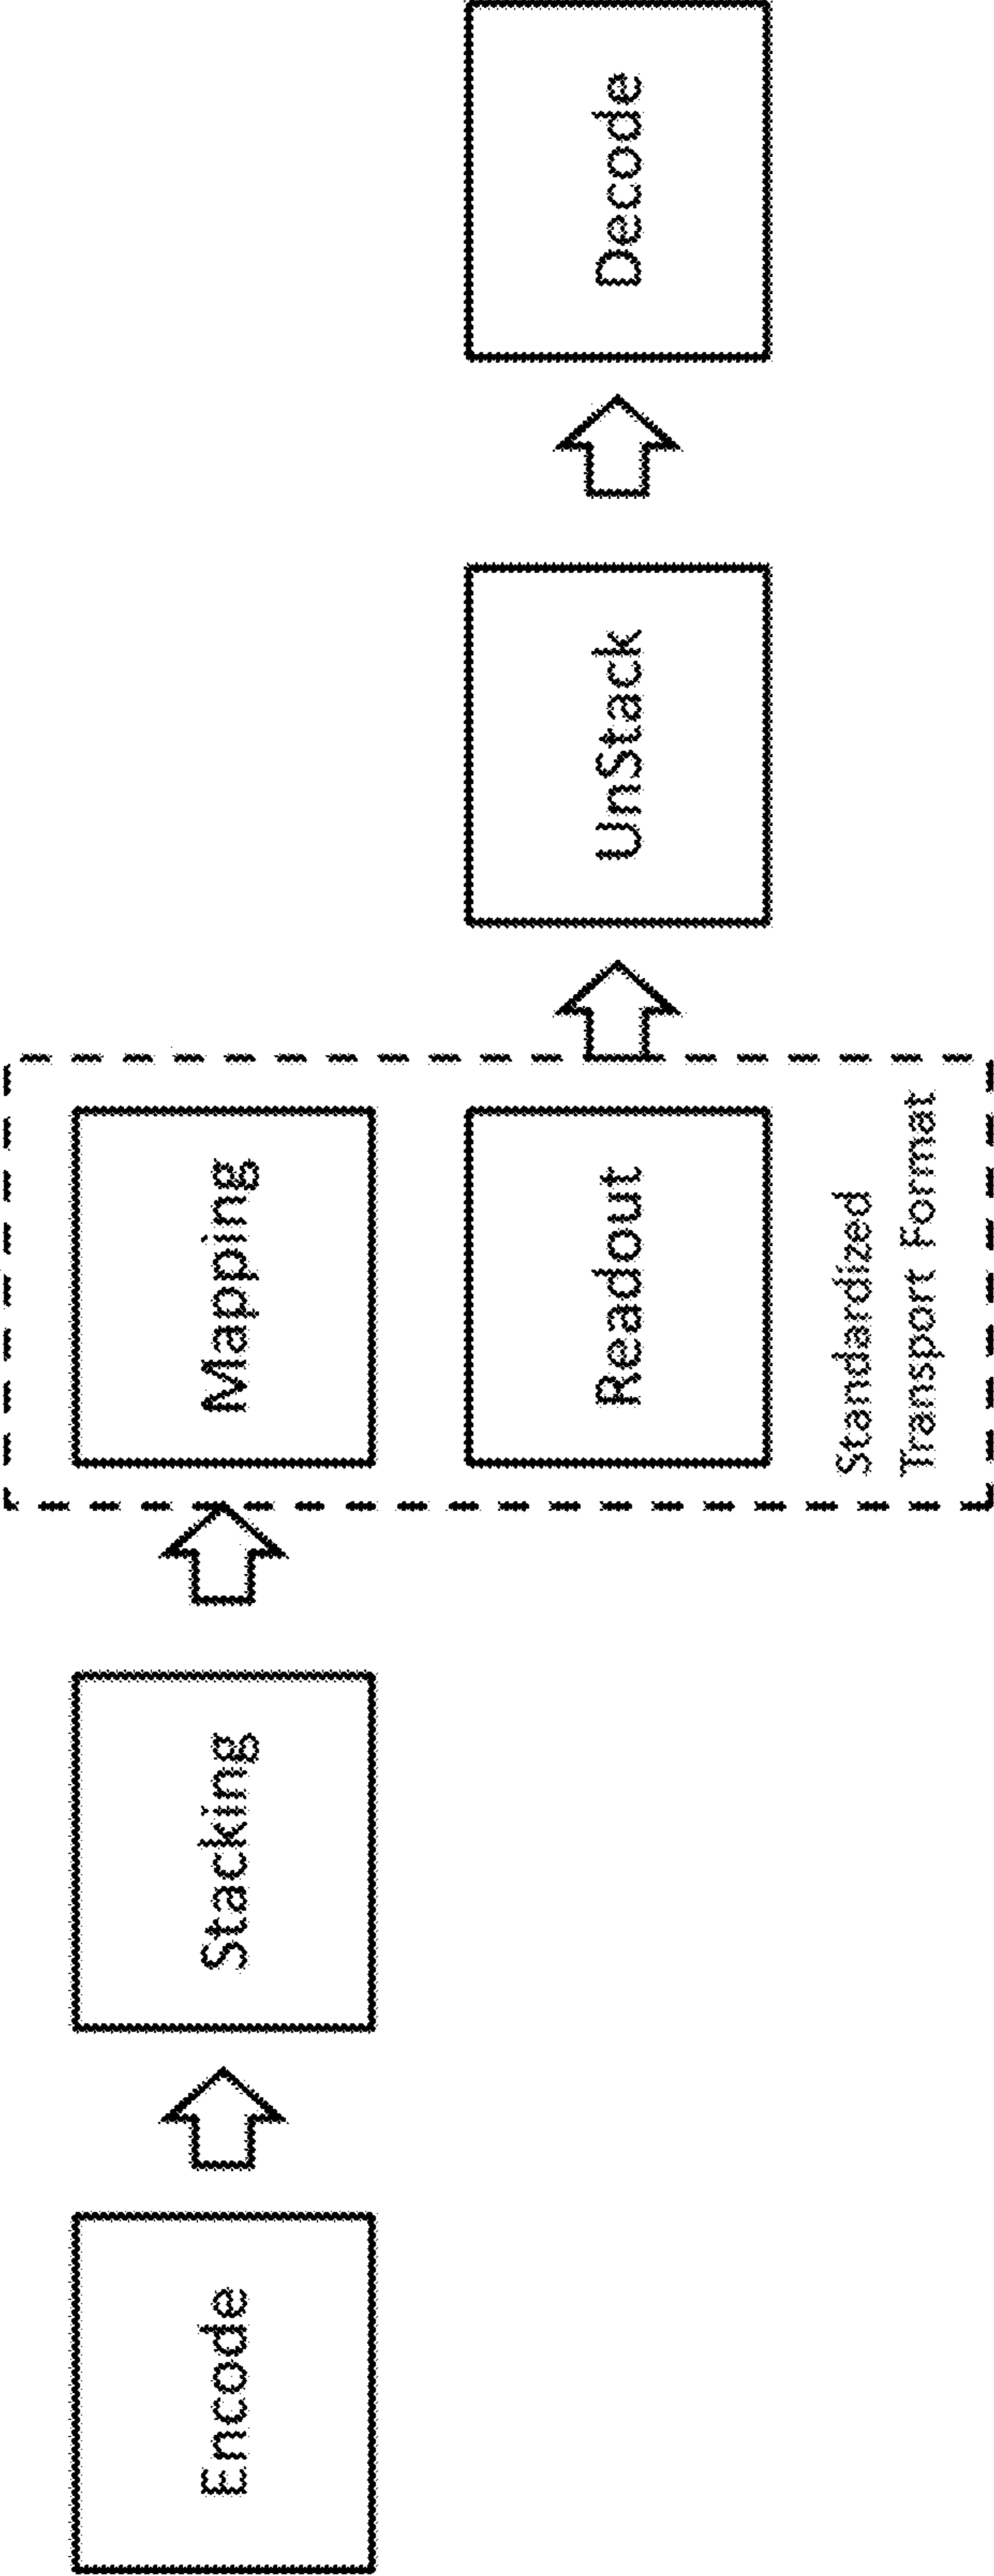 Encode
Stacking
Mapping
Readout
Standardized
Transport Format
UnStack
Decode